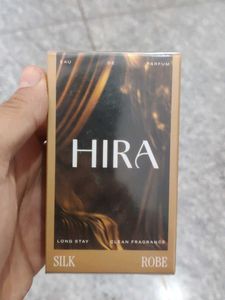 EAU DE PARFUM
HIRA
LONG STAY CLEAN FRAGRANCE
SILK ROBE